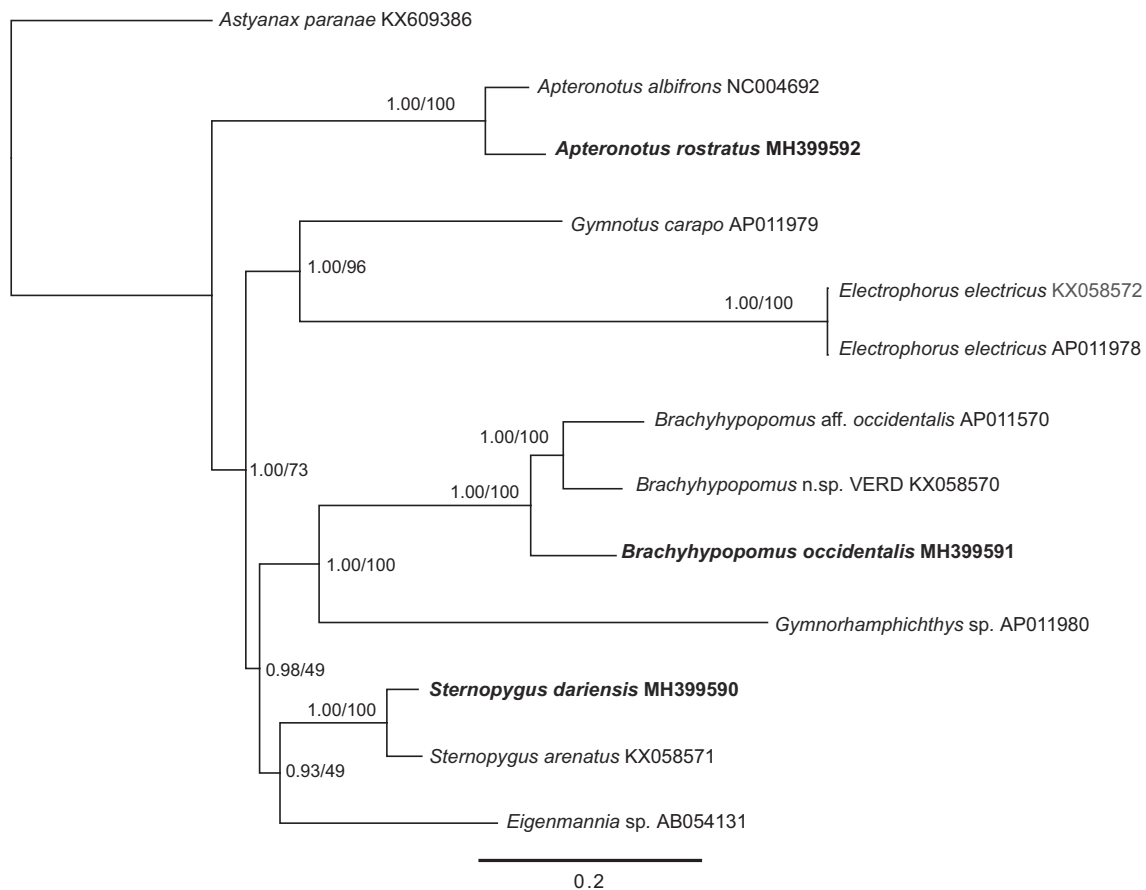 Astyanax paranae KX609386
Apteronotus albifrons NC004692
1.00/100
Apteronotus rostratus MH399592
Gymnotus carapo AP011979
1.00/96
Electrophorus electricus KX058572
1.00/100
Electrophorus electricus AP011978
Brachyhypopomus aff. occidentalis AP011570
1.00/100
1.00/73
Brachyhypopomus n.sp. VERD KX058570
1.00/100
Brachyhypopomus occidentalis MH399591
1.00/100
Gymnorhamphichthys sp. AP011980
0.98/49
Sternopygus dariensis MH399590
1.00/100
Sternopygus arenatus KX058571
0.93/49
Eigenmannia sp. AB054131
0.2